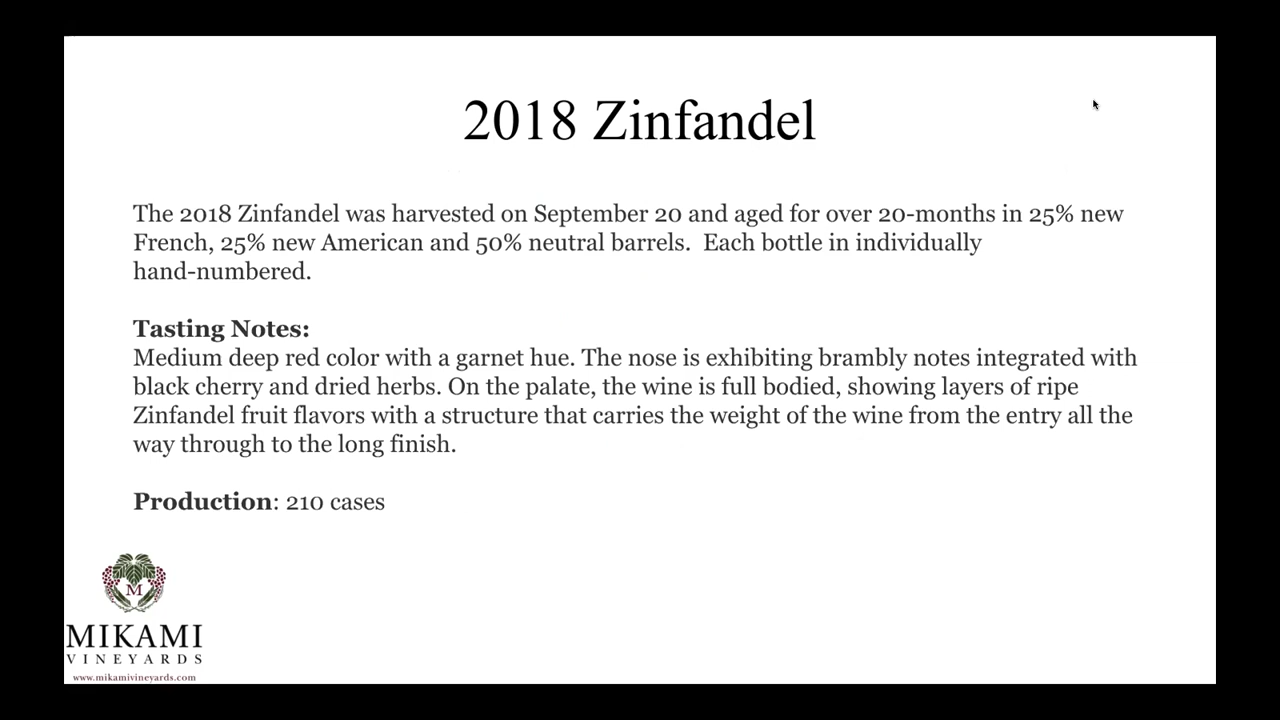 2018 Zinfandel
The 2018 Zinfandel was harvested on September 20 and aged for over 20-months in 25% new
French, 25% new American and 50% neutral barrels.  Each bottle in individually
hand-numbered.
Tasting Notes:
Medium deep red color with a garnet hue. The nose is exhibiting brambly notes integrated with
black cherry and dried herbs. On the palate, the wine is full bodied, showing layers of ripe
Zinfandel fruit flavors with a structure that carries the weight of the wine from the entry all the
way through to the long finish.
Production: 210 cases
M
MIKAMI
VINEYARDS
www.mikamivineyards.com